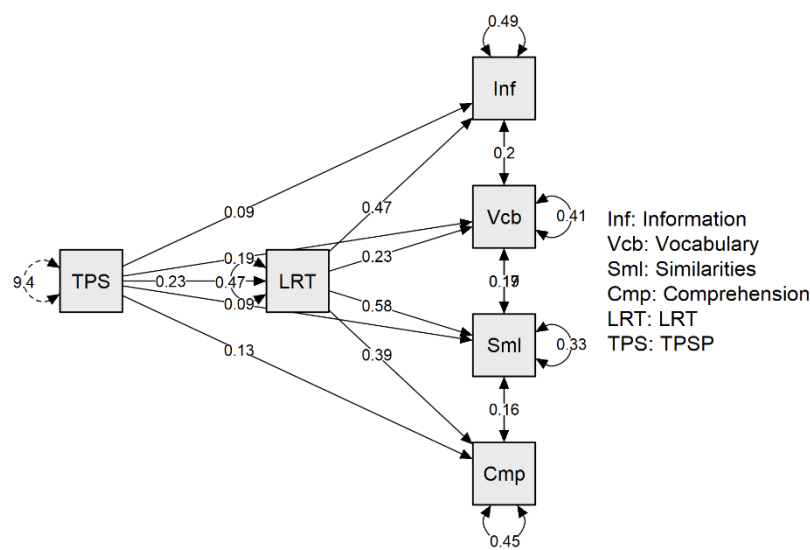 0.49
Inf
0.2
0.09
0.47
Vcb
0.41
0.19
0.23
TPS
9.4
0.23
0.47
LRT
0.09
0.58
Sml
0.33
0.13
0.39
0.16
Cmp
0.45
Inf: Information
Vcb: Vocabulary
Sml: Similarities
Cmp: Comprehension
LRT: LRT
TPS: TPSP